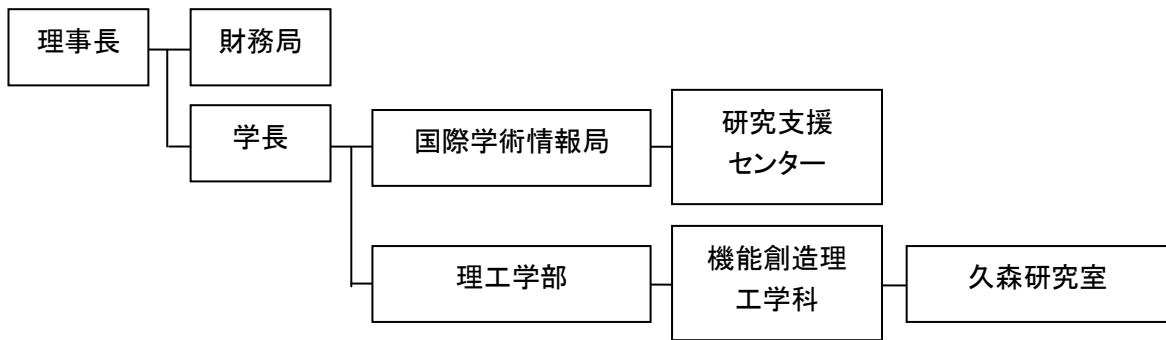 理事長
財務局
学長
国際学術情報局
研究支援
センター
理工学部
機能創造理
工学科
久森研究室